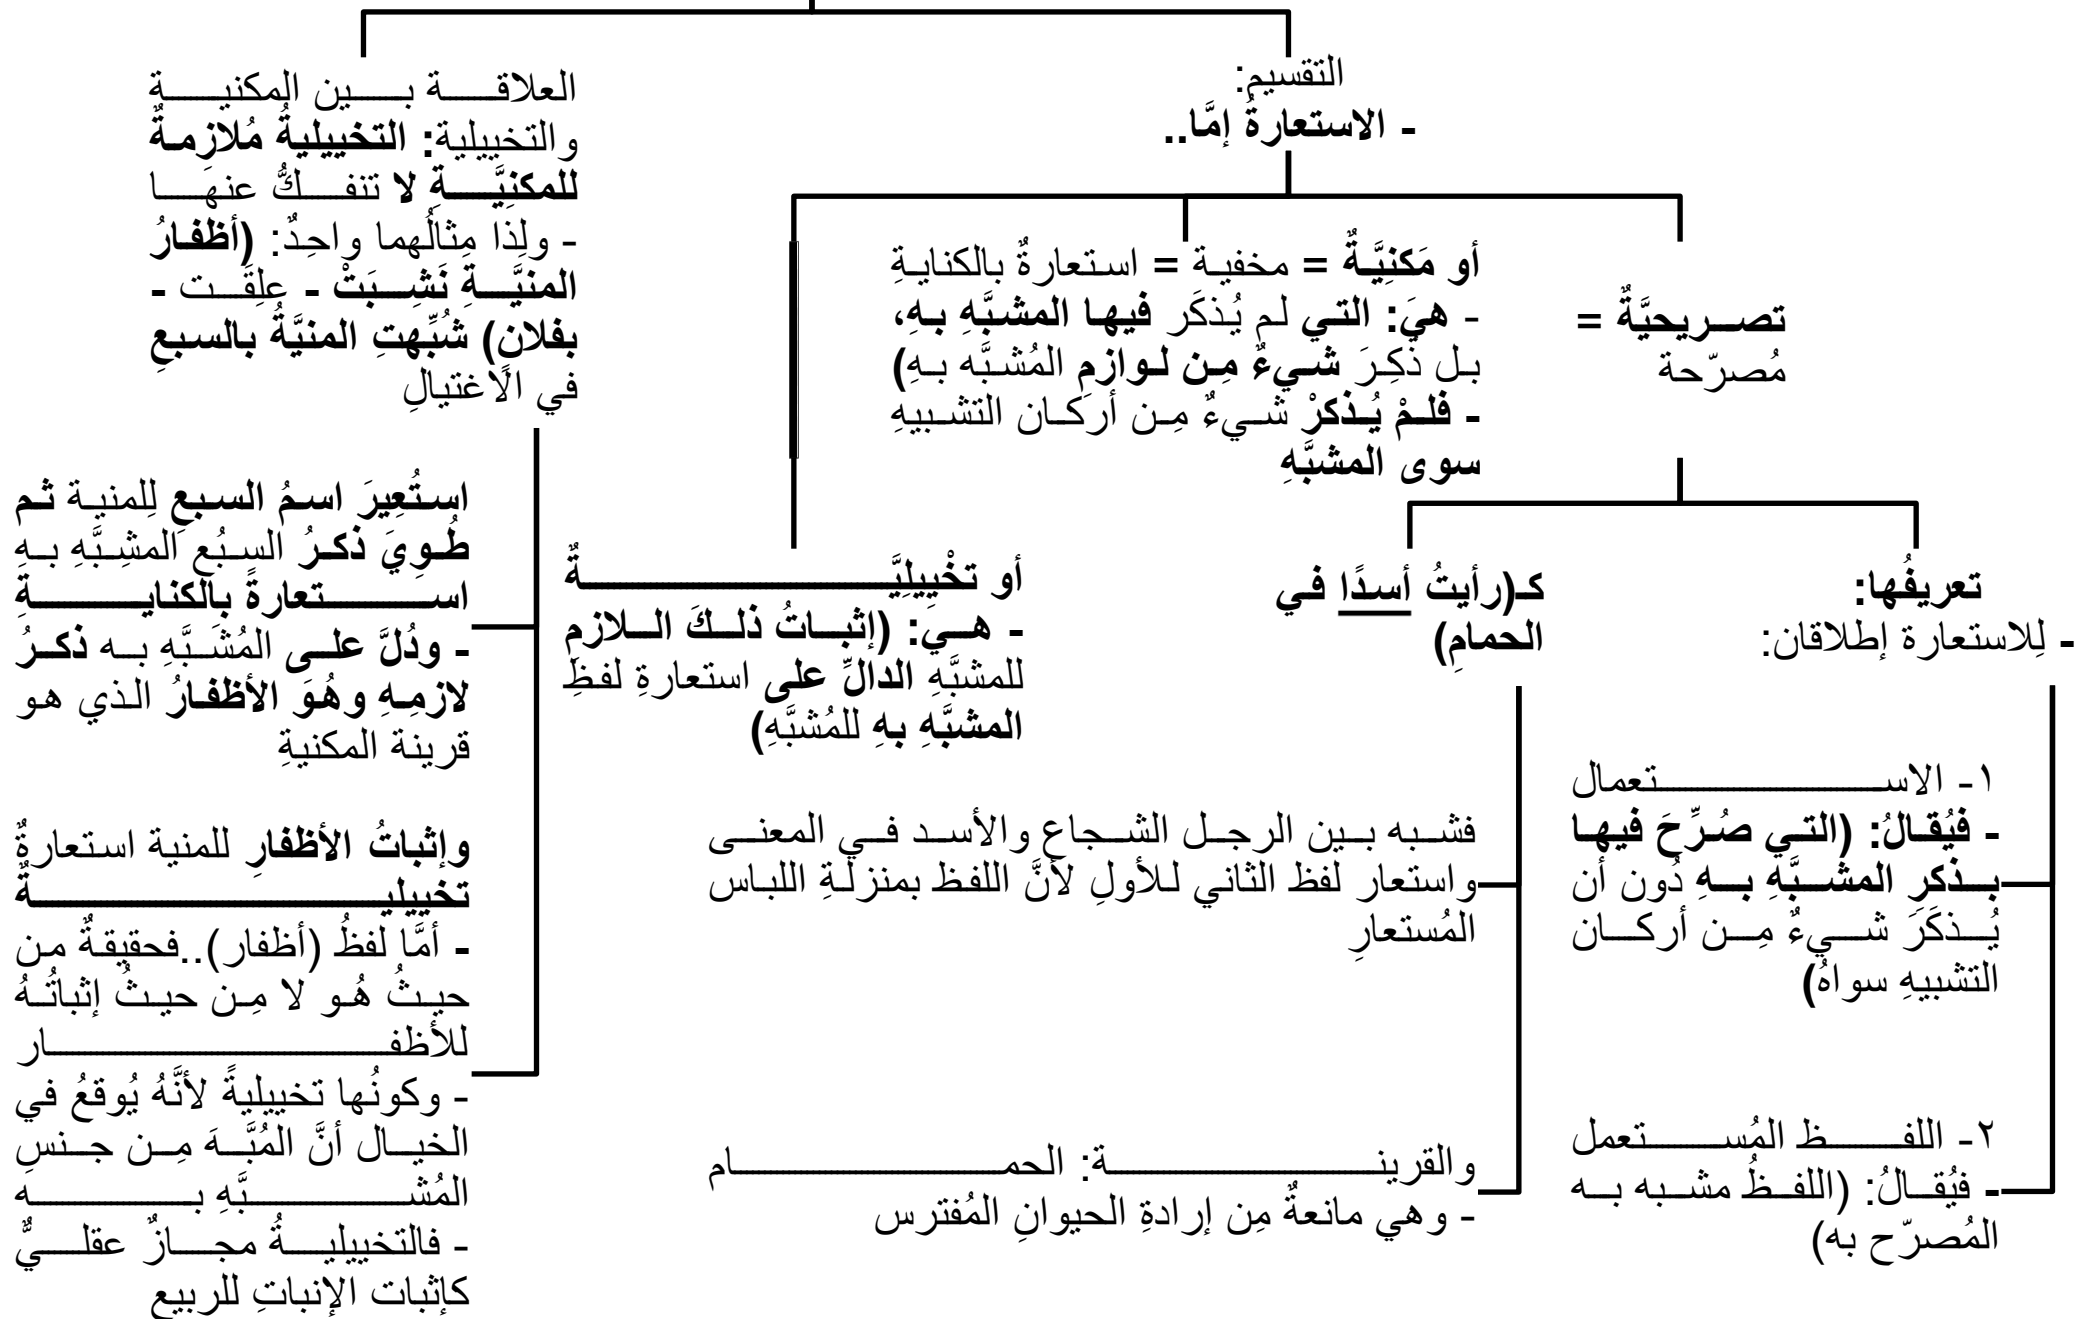 التقسيم:
- الاستعارةُ إمَّا..
تصريحيَّةٌ =
مُصرّحة
تعريفُها:
- لِلاستعارة إطلاقان:
١- الاستعمال
- فيُقالُ: (التي صُرِّحَ فيها
بذكرِ المشبَّهِ بهِ دُون أن
يُذكَرَ شيءٌ مِن أركان
التشبيهِ سواهُ)
٢- اللفظ المُستعمل
- فيُقالُ: (اللفظُ مشبه به
المُصرّح به)
كـ(رأيتُ أسدًا في
الحمامِ)
فشبه بين الرجل الشجاع والأسد في المعنى
واستعار لفظ الثاني للأولِ لأنَّ اللفظ بمنزلةِ اللباس
المُستعارِ
والقرينة: الحمام
- وهي مانعةٌ مِن إرادةِ الحيوانِ المُفترس
أو مَكنِيَّةٌ = مخفية = استعارةٌ بالكنايةِ
- هيَ: التي لم يُذكَر فيها المشبَّهِ بهِ،
بل ذُكِرَ شيءٌ مِن لوازمِ المُشبَّه بهِ)
- فلمْ يُذكرْ شيءٌ مِن أركان التشبيهِ
سوى المشبَّهِ
أو تخْييلِيَّةٌ
- هي: (إثباتُ ذلكَ اللازمِ
للمشبَّهِ الدالِّ على استعارةِ لفظِ
المشبَّهِ بهِ للمُشبَّهِ)
العلاقة بين المكنية
والتخييلية: التخييليةُ مُلازِمةٌ
للمكنِيَّةِ لا تنفكُّ عنهَا
- ولِذَا مِثالُهما واحِدٌ: (أظفارُ
المنيَّةِ نَشِبَتْ - علِقَت -
بفلانٍ) شُبِّهتِ المنيَّةُ بالسبعِ
في الاغتيالِ
استُعِيرَ اسمُ السبعِ لِلمنية ثم
طُوِيَ ذكرُ السبُع المشِبَّهِ بهِ
استعارةً بالكنايةِ
- ودُلَّ على المُشَبَّهِ به ذكرُ
لازمِهِ وهُوَ الأظفارُ الذي هو
قرينة المكنيةِ
وإثباتُ الأظفارِ للمنية استعارةٌ
تخييليةٌ
- أمَّا لفظُ (أظفار)..فحقيقةٌ من
حيثُ هُو لا مِن حيثُ إثباتُهُ
للأظفار
- وكونُها تخييليةً لأنَّهُ يُوقعُ في
الخيال أنَّ المُبَّهَ مِن جنسِ
المُشبَّهِ به
- فالتخييليةُ مجازٌ عقليٌّ
كإثبات الإنباتِ للربيع